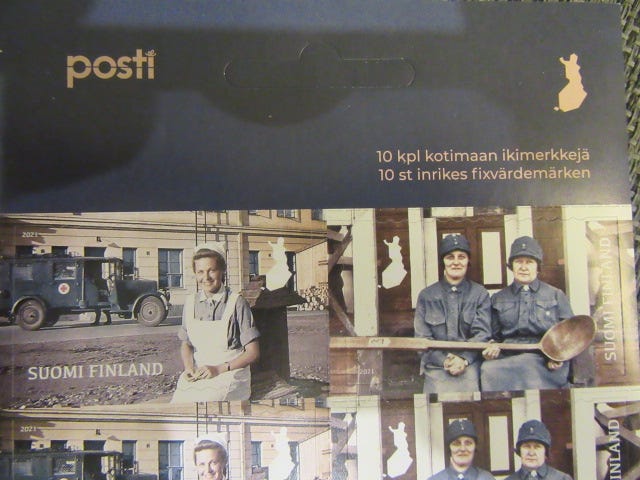 posti
10 kpl kotimaan ikimerkkejä
10 st inrikes fixvärdemärken
2021
SUOMI FINLAND
2021
SUOMI FINLAND
2021
FINLAND